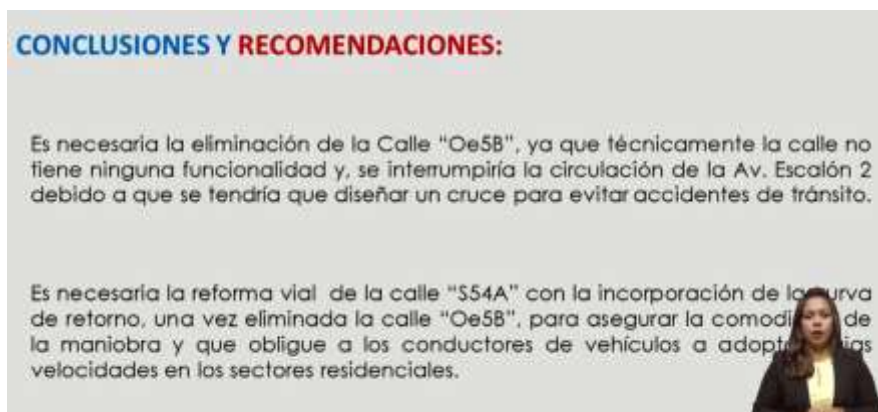 CONCLUSIONES Y RECOMENDACIONES:
Es necesaria la eliminación de la Calle “Oe5B”, ya que técnicamente la calle no
tiene ninguna funcionalidad y, se interrumpiría la circulación de la Av. Escalón 2
debido a que se tendría que diseñar un cruce para evitar accidentes de tránsito.
Es necesaria la reforma vial de la calle “S54A” con la incorporación de la
de retorno, una vez eliminada la calle “Oe5B”, para asegurar la de
la maniobra y que obligue a los conductores de vehículos a
velocidades en los sectores residenciales.